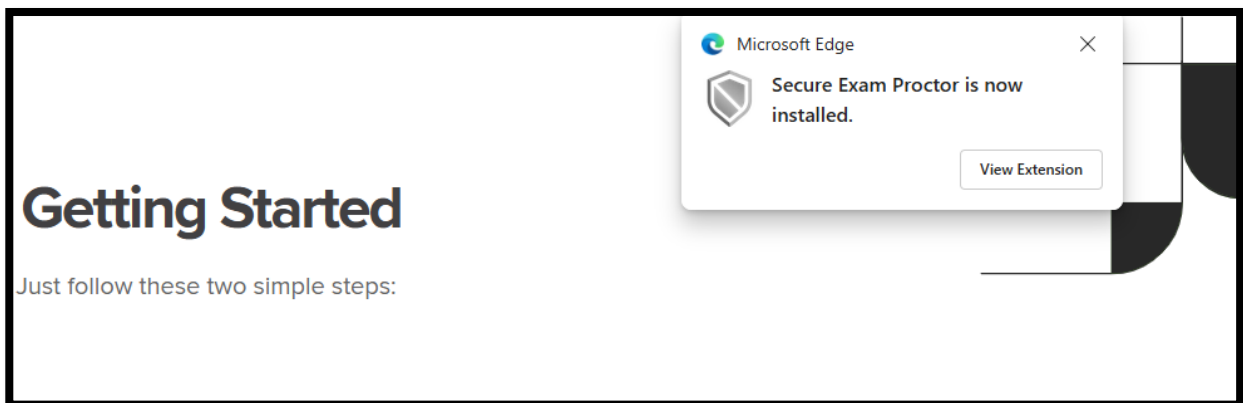 Microsoft Edge
Secure Exam Proctor is now
installed.
View Extension
Getting Started
Just follow these two simple steps: